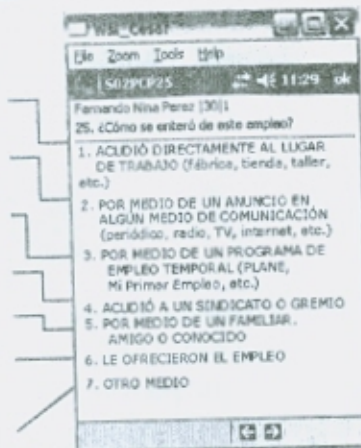 File Zoom Tools Help
S02PCP25 11:29 ok
Fernando Nina Perez |30|1
25. ¿Cómo se enteró de este empleo?
1. ACUDIÓ DIRECTAMENTE AL LUGAR
DE TRABAJO (fábrica, tienda, taller,
etc.)
2. POR MEDIO DE UN ANUNCIO EN
ALGÚN MEDIO DE COMUNICACIÓN
(periódico, radio, TV, internet, etc.)
3. POR MEDIO DE UN PROGRAMA DE
EMPLEO TEMPORAL (PLANE,
Mi Primer Empleo, etc.)
4. ACUDIÓ A UN SINDICATO O GREMIO
5. POR MEDIO DE UN FAMILIAR,
AMIGO O CONOCIDO
6. LE OFRECIERON EL EMPLEO
7. OTRO MEDIO